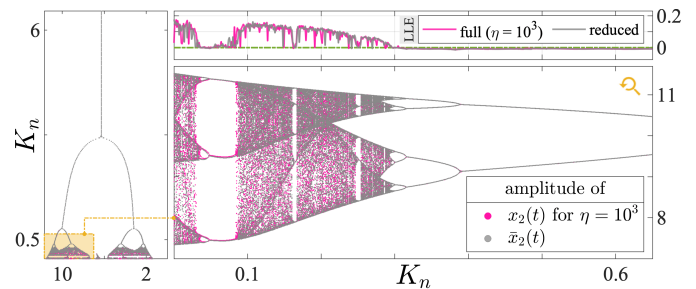 6
K_n
0.5
10 2
LLE
full (η = 10³) reduced
0.2
0
11
8
amplitude of
x₂(t) for η = 10³
x̄₂(t)
0.1 K_n 0.6